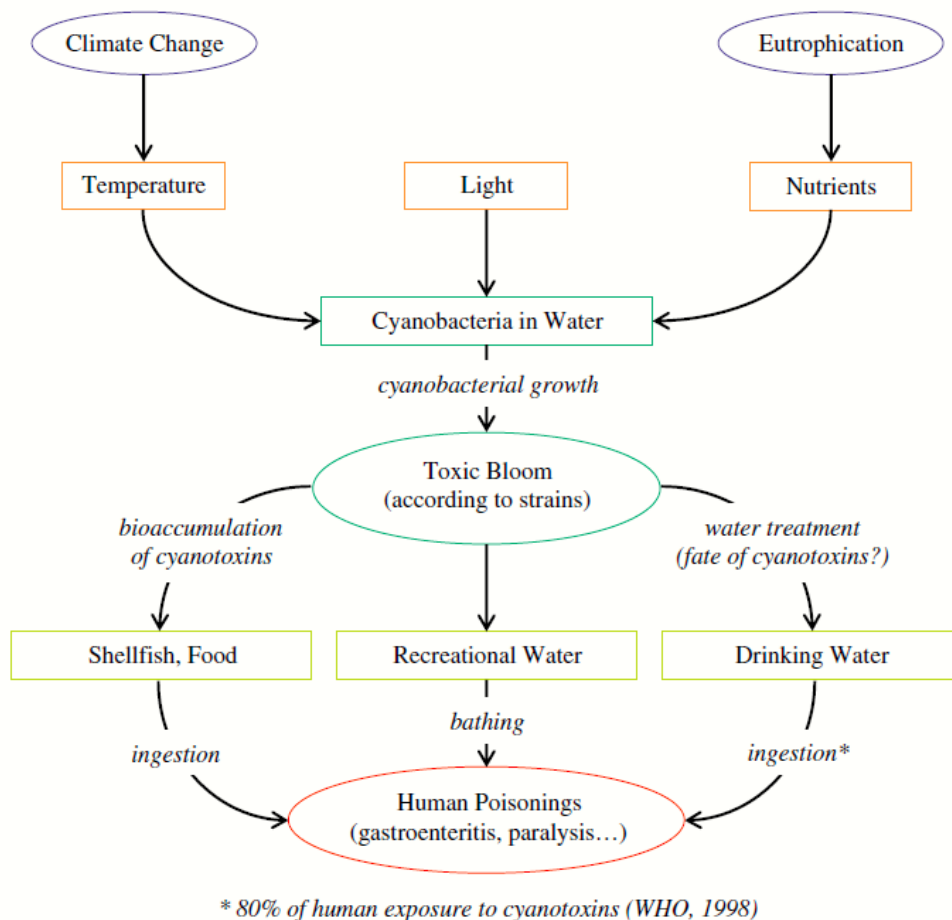 Climate Change
Eutrophication
Temperature
Light
Nutrients
Cyanobacteria in Water
cyanobacterial growth
Toxic Bloom
(according to strains)
bioaccumulation
of cyanotoxins
water treatment
(fate of cyanotoxins?)
Shellfish, Food
Recreational Water
Drinking Water
ingestion
bathing
ingestion*
Human Poisonings
(gastroenteritis, paralysis…)
* 80% of human exposure to cyanotoxins (WHO, 1998)